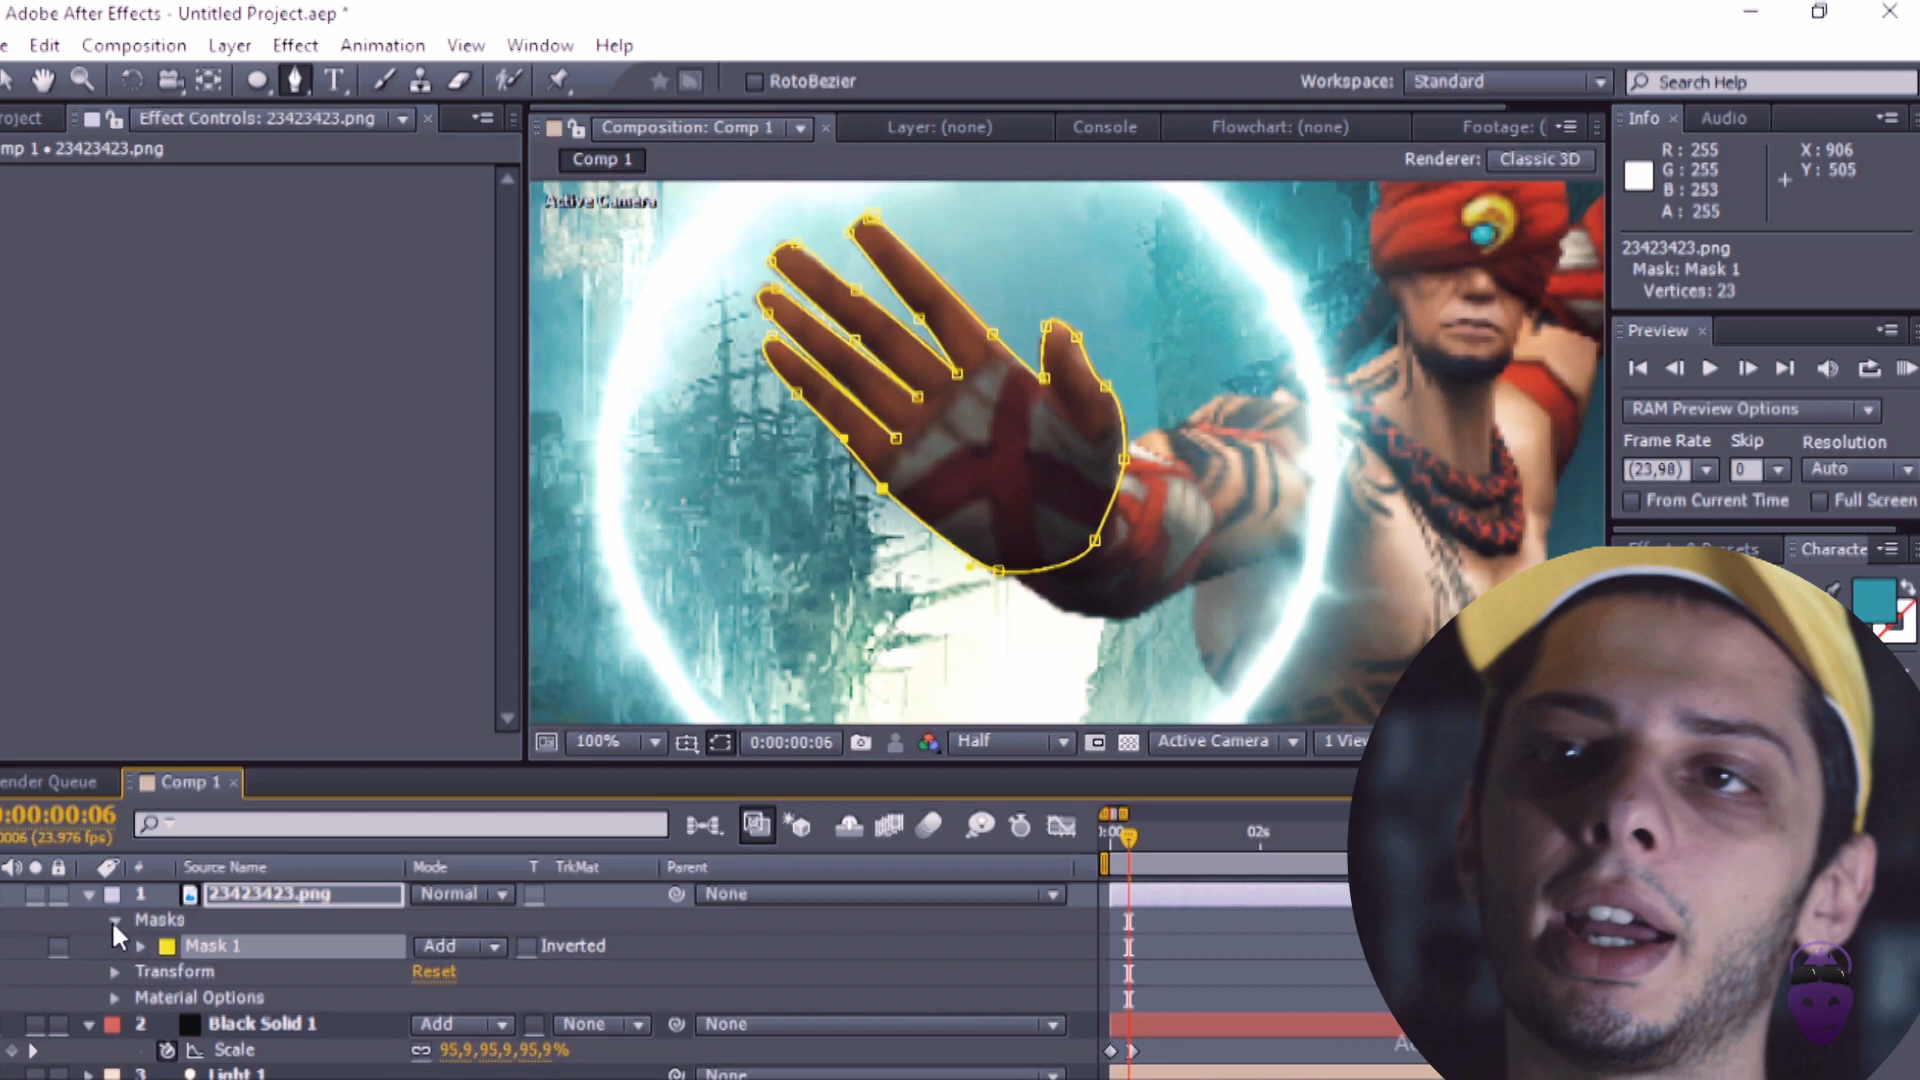 Adobe After Effects - Untitled Project.aep *
e Edit Composition Layer Effect Animation View Window Help
T RotoBezier Workspace: Standard Search Help
roject Effect Controls: 23423423.png
mp 1 • 23423423.png
Composition: Comp 1 Layer: (none) Console Flowchart: (none) Footage: (
Comp 1 Renderer: Classic 3D
Active Camera
Info Audio
R: 255 X: 906
G: 255 Y: 505
B: 253
A: 255
23423423.png
Mask: Mask 1
Vertices: 23
Preview
RAM Preview Options
Frame Rate Skip Resolution
(23,98) 0 Auto
From Current Time Full Screen
Characte
100% 0:00:00:06 Half Active Camera 1 View
ender Queue Comp 1
0:00:00:06
0006 (23.976 fps)
0:00 02s
# Source Name Mode T TrkMat Parent
1 23423423.png Normal None
Masks
Mask 1 Add Inverted
Transform Reset
Material Options
2 Black Solid 1 Add None None
Scale 95,9,95,9,95,9%
3 Light 1 None